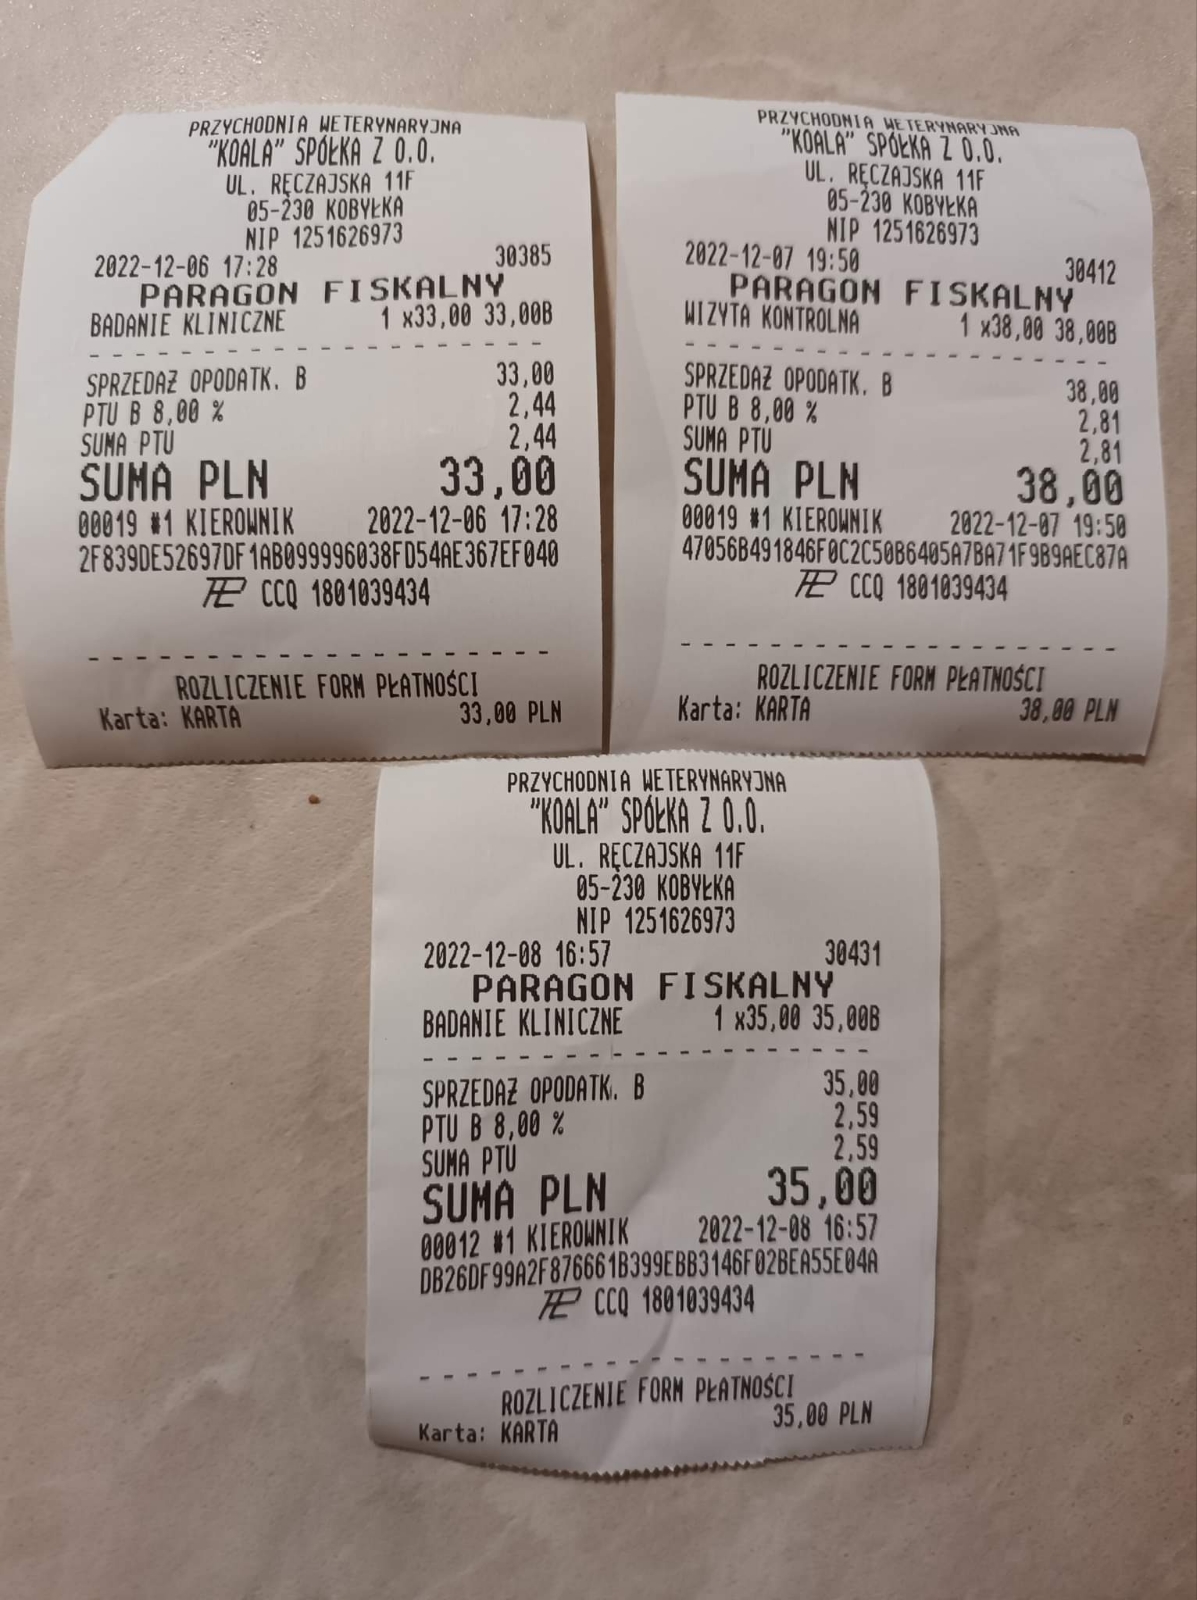 PRZYCHODNIA WETERYNARYJNA
"KOALA" SPÓŁKA Z O.O.
UL. RĘCZAJSKA 11F
05-230 KOBYŁKA
NIP 1251626973
2022-12-06 17:28 30385
PARAGON FISKALNY
BADANIE KLINICZNE 1 x33,00 33,00B
SPRZEDAŻ OPODATK. B 33,00
PTU B 8,00 % 2,44
SUMA PTU 2,44
SUMA PLN 33,00
00019 #1 KIEROWNIK 2022-12-06 17:28
2F839DE52697DF1AB099996038FD54AE367EF040
CCQ 1801039434
ROZLICZENIE FORM PŁATNOŚCI
Karta: KARTA 33,00 PLN
PRZYCHODNIA WETERYNARYJNA
"KOALA" SPÓŁKA Z O.O.
UL. RĘCZAJSKA 11F
05-230 KOBYŁKA
NIP 1251626973
2022-12-07 19:50 30412
PARAGON FISKALNY
WIZYTA KONTROLNA 1 x38,00 38,00B
SPRZEDAŻ OPODATK. B 38,00
PTU B 8,00 % 2,81
SUMA PTU 2,81
SUMA PLN 38,00
00019 #1 KIEROWNIK 2022-12-07 19:50
47056B491846F0C2C50B6405A7BA71F9B9AEC87A
CCQ 1801039434
ROZLICZENIE FORM PŁATNOŚCI
Karta: KARTA 38,00 PLN
PRZYCHODNIA WETERYNARYJNA
"KOALA" SPÓŁKA Z O.O.
UL. RĘCZAJSKA 11F
05-230 KOBYŁKA
NIP 1251626973
2022-12-08 16:57 30431
PARAGON FISKALNY
BADANIE KLINICZNE 1 x35,00 35,00B
SPRZEDAŻ OPODATK. B 35,00
PTU B 8,00 % 2,59
SUMA PTU 2,59
SUMA PLN 35,00
00012 #1 KIEROWNIK 2022-12-08 16:57
DB26DF99A2F876661B399EBB3146F02BEA55E04A
CCQ 1801039434
ROZLICZENIE FORM PŁATNOŚCI
Karta: KARTA 35,00 PLN